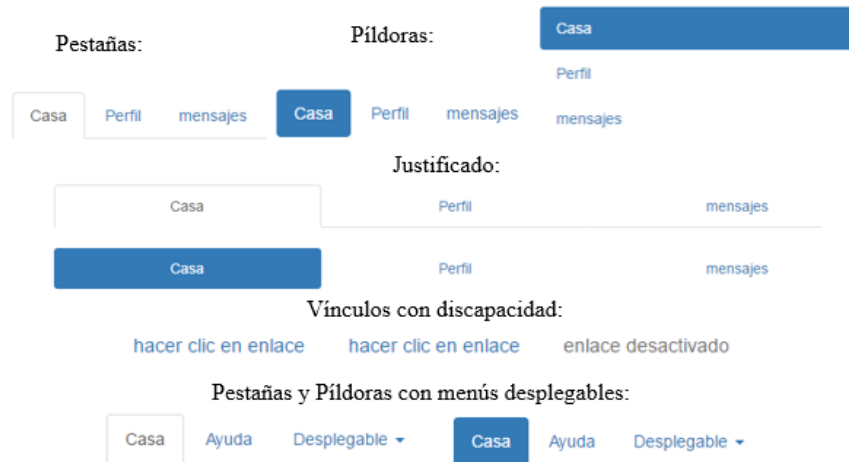 Pestañas:
Píldoras:
Casa
Perfil
mensajes
Casa Perfil mensajes
Casa Perfil mensajes
Justificado:
Casa Perfil mensajes
Casa Perfil mensajes
Vínculos con discapacidad:
hacer clic en enlace hacer clic en enlace enlace desactivado
Pestañas y Píldoras con menús desplegables:
Casa Ayuda Desplegable
Casa Ayuda Desplegable